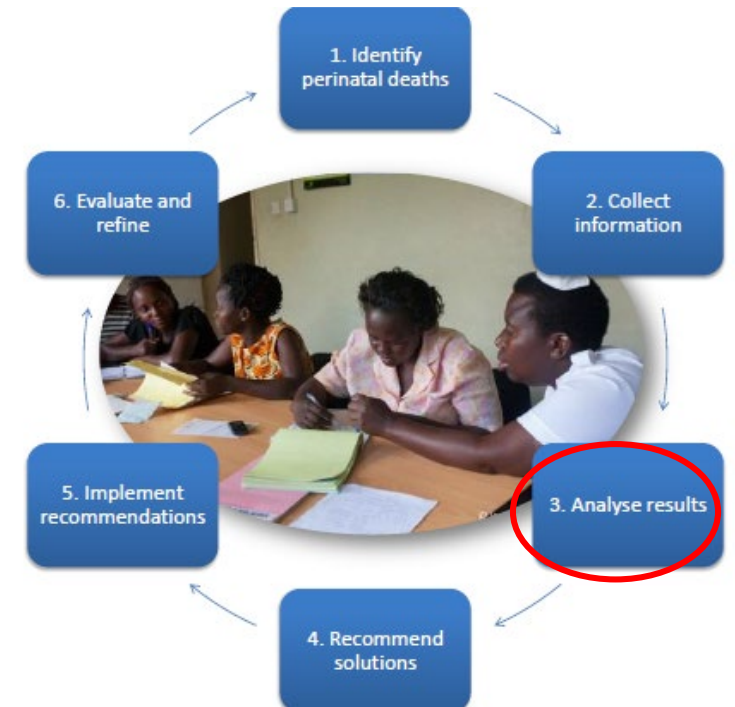 1. Identify
perinatal deaths
2. Collect
information
3. Analyse results
4. Recommend
solutions
5. Implement
recommendations
6. Evaluate and
refine